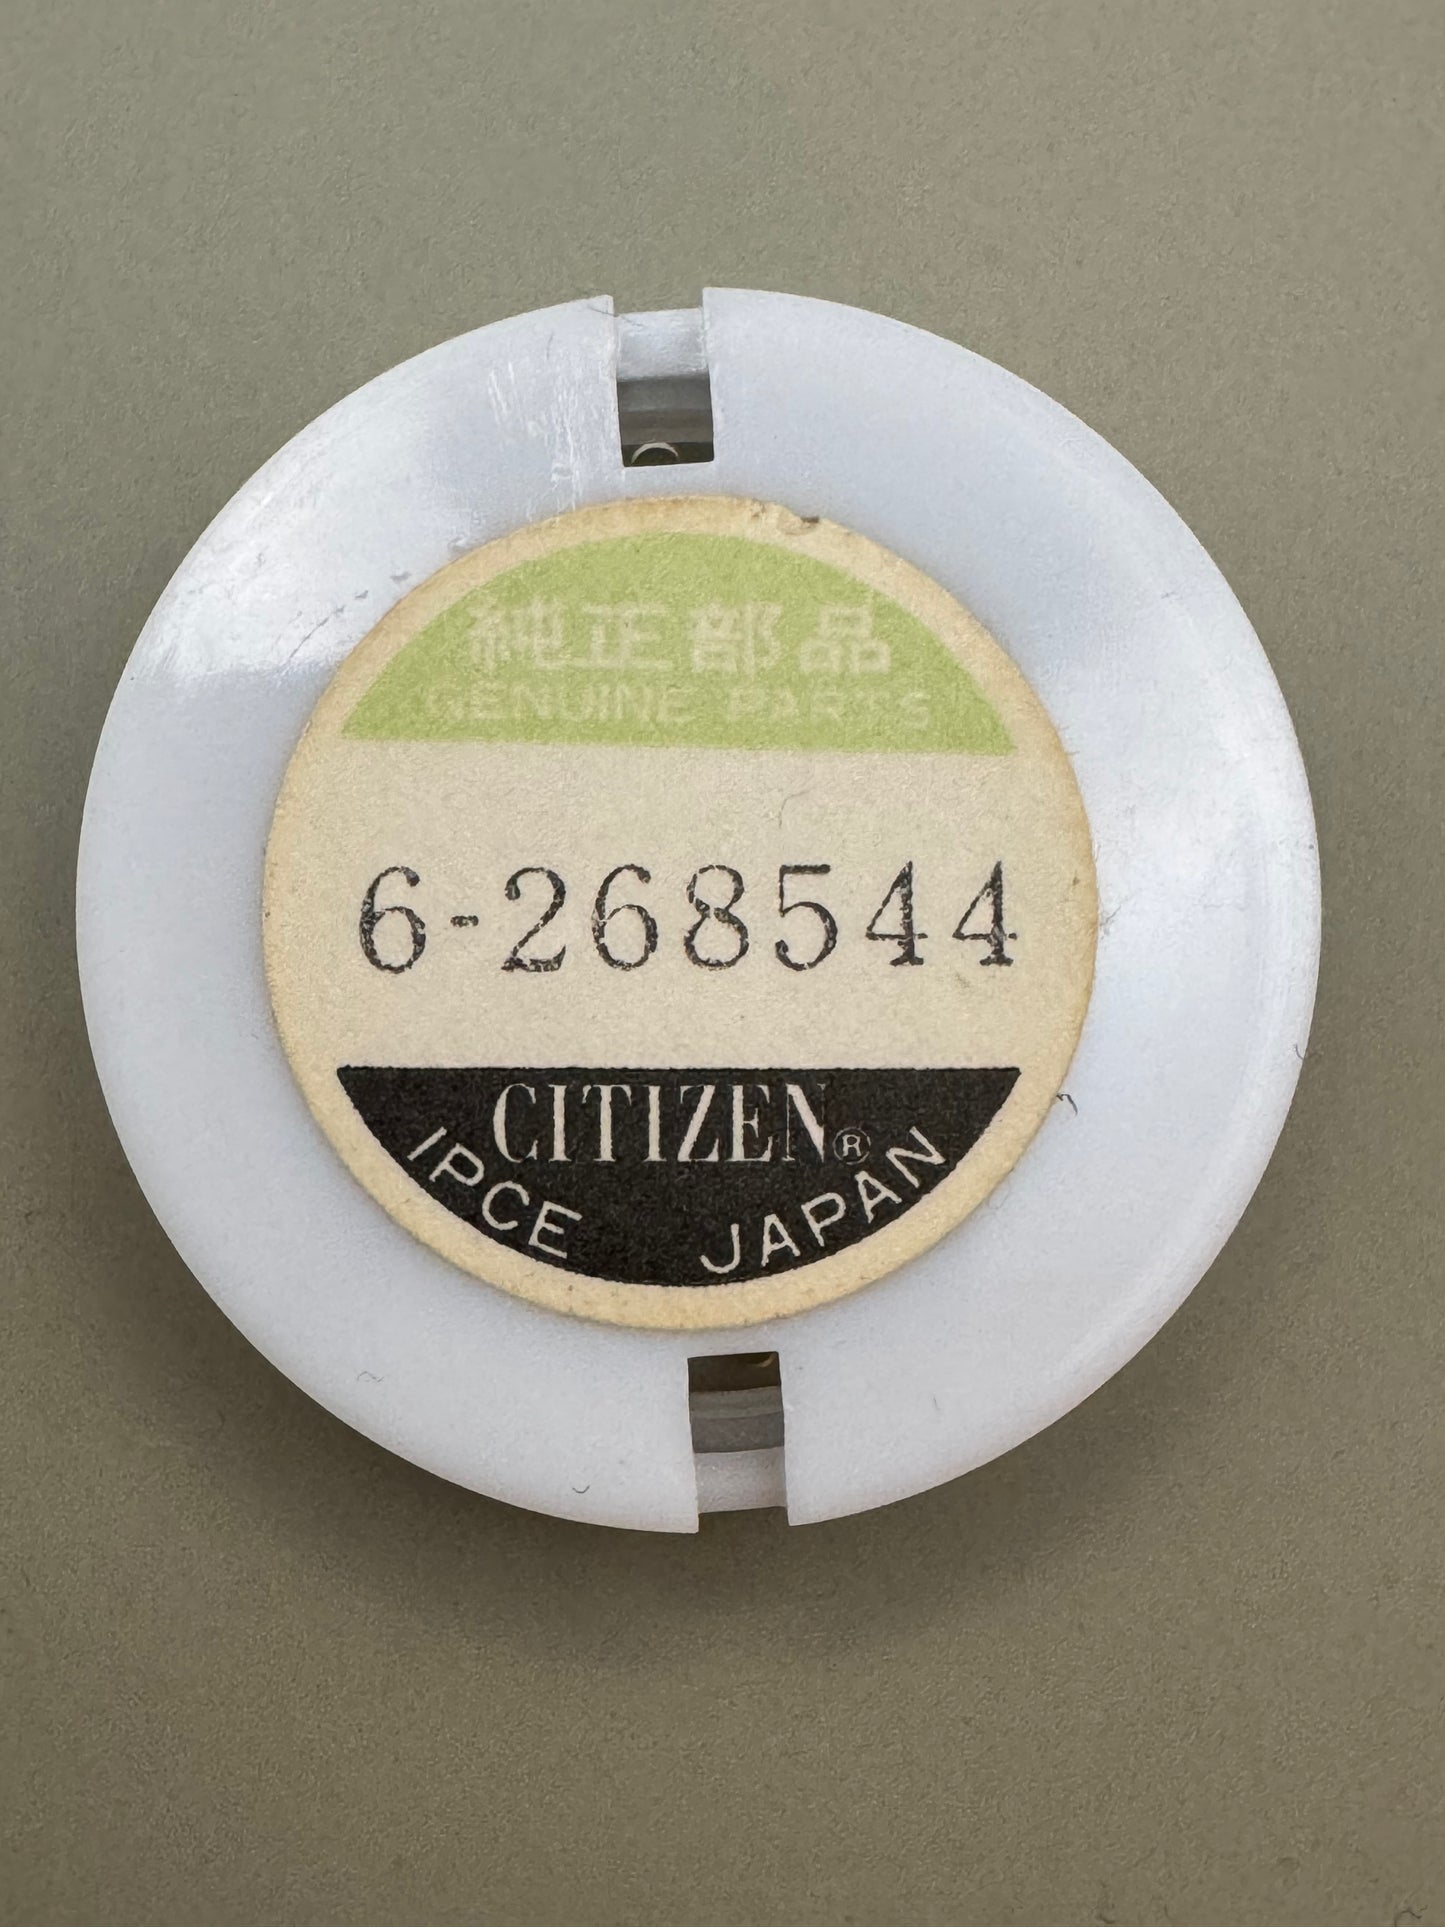 純正部品
GENUINE PARTS
6-268544
CITIZEN®
IPCE JAPAN